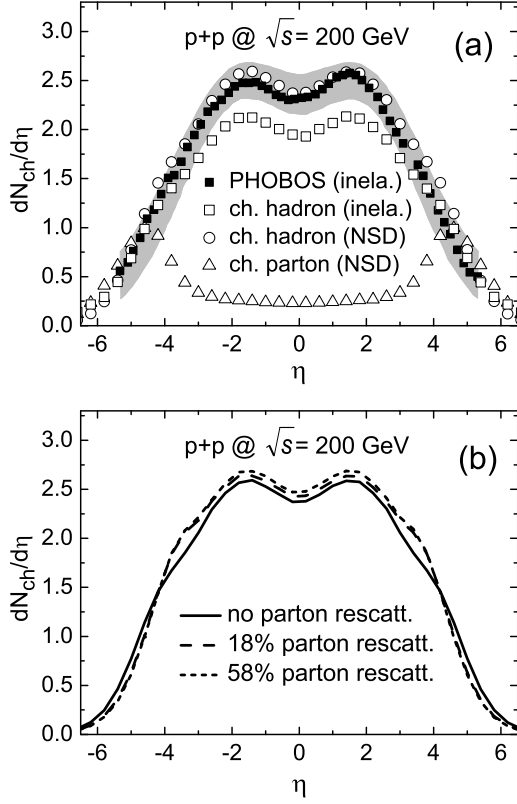 p+p @ √s = 200 GeV
(a)
dN_ch/dη
3.0
2.5
2.0
1.5
1.0
0.5
0.0
PHOBOS (inela.)
ch. hadron (inela.)
ch. hadron (NSD)
ch. parton (NSD)
-6 -4 -2 0 2 4 6
η
p+p @ √s = 200 GeV
(b)
dN_ch/dη
3.0
2.5
2.0
1.5
1.0
0.5
0.0
no parton rescatt.
18% parton rescatt.
58% parton rescatt.
-6 -4 -2 0 2 4 6
η